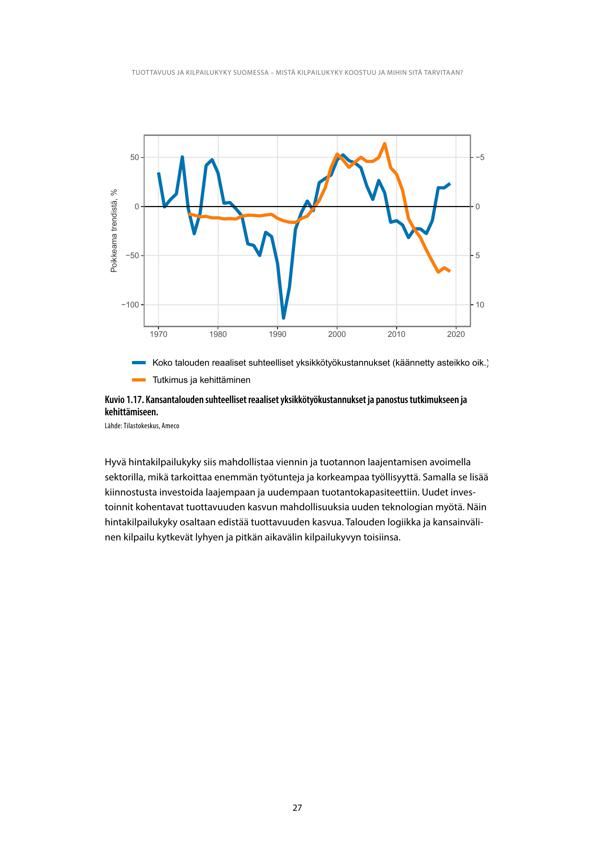 TUOTTAVUUS JA KILPAILUKYKY SUOMESSA – MISTÄ KILPAILUKYKY KOOSTUU JA MIHIN SITÄ TARVITAAN?
Poikkeama trendistä, %
50
0
−50
−100
−5
0
5
10
1970 1980 1990 2000 2010 2020
Koko talouden reaaliset suhteelliset yksikkötyökustannukset (käännetty asteikko oik.)
Tutkimus ja kehittäminen
Kuvio 1.17. Kansantalouden suhteelliset reaaliset yksikkötyökustannukset ja panostus tutkimukseen ja
kehittämiseen.
Lähde: Tilastokeskus, Ameco
Hyvä hintakilpailukyky siis mahdollistaa viennin ja tuotannon laajentamisen avoimella
sektorilla, mikä tarkoittaa enemmän työtunteja ja korkeampaa työllisyyttä. Samalla se lisää
kiinnostusta investoida laajempaan ja uudempaan tuotantokapasiteettiin. Uudet inves-
toinnit kohentavat tuottavuuden kasvun mahdollisuuksia uuden teknologian myötä. Näin
hintakilpailukyky osaltaan edistää tuottavuuden kasvua. Talouden logiikka ja kansainväli-
nen kilpailu kytkevät lyhyen ja pitkän aikavälin kilpailukyvyn toisiinsa.
27